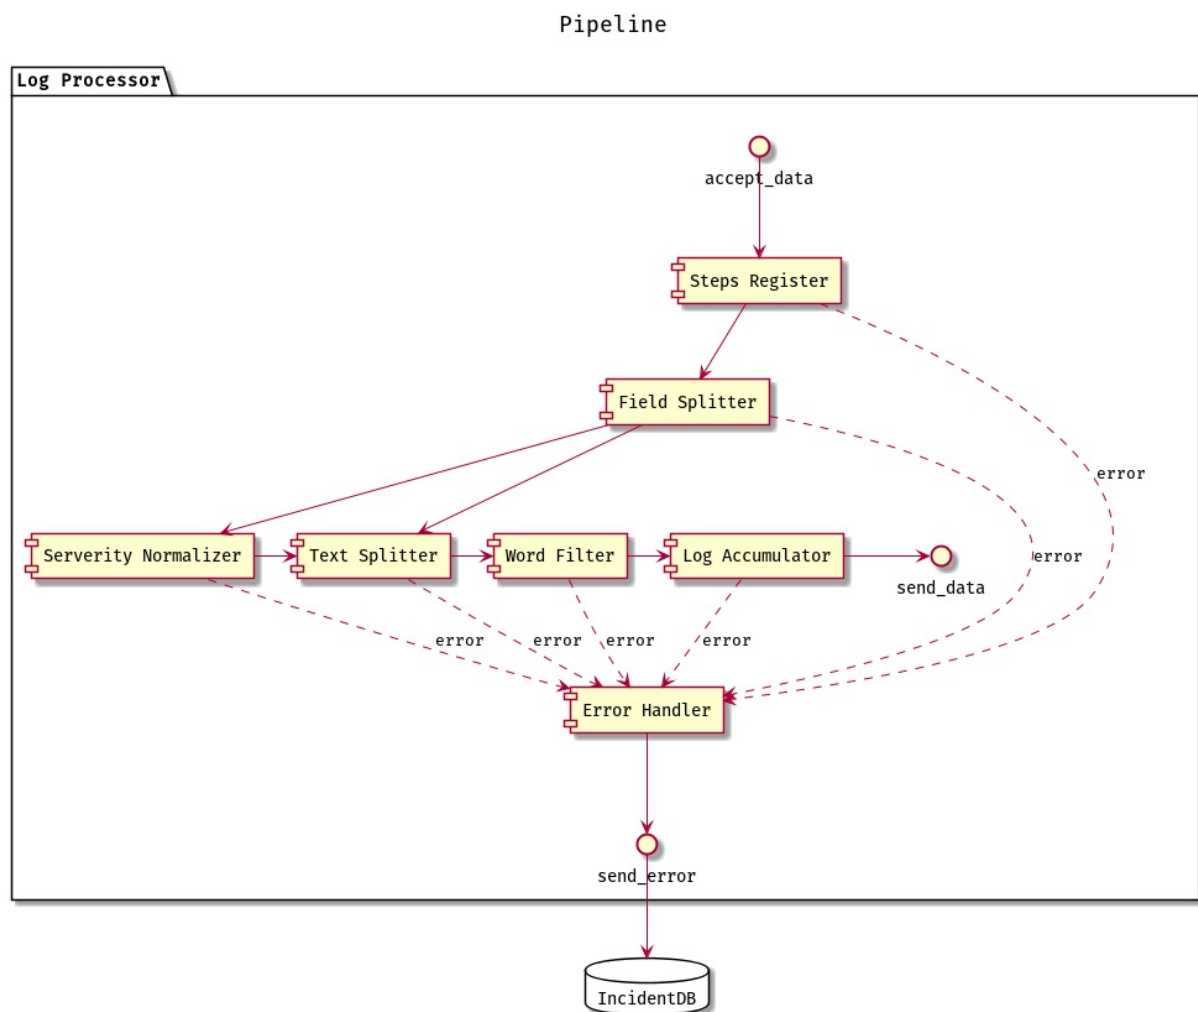 Pipeline
Log Processor
accept_data
Steps Register
Field Splitter
error
Serverity Normalizer
Text Splitter
Word Filter
Log Accumulator
error
send_data
error
error
error
error
Error Handler
send_error
IncidentDB